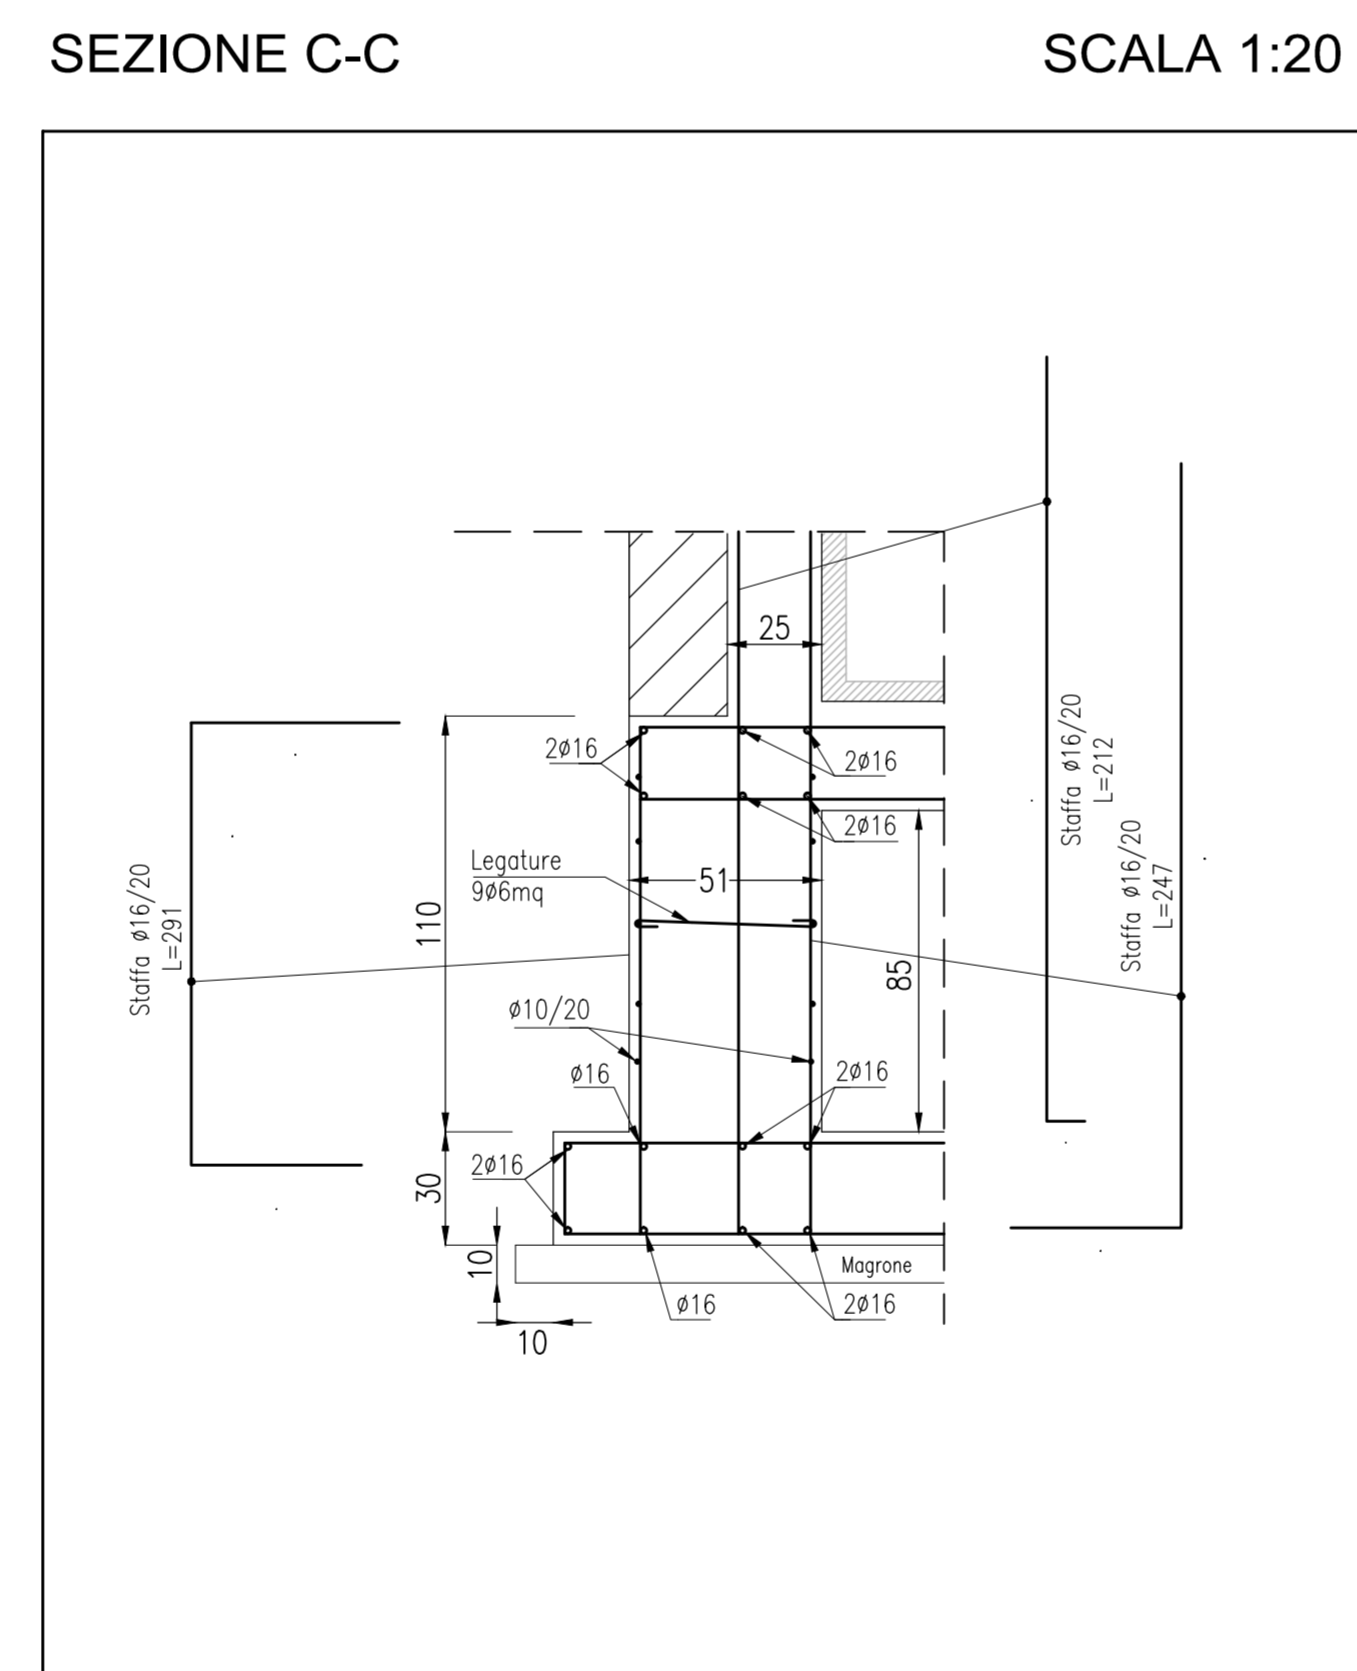 SEZIONE C-C
SCALA 1:20
25
2ø16
2ø16
2ø16
Legature
9ø6mq
51
110
85
ø10/20
ø16
2ø16
2ø16
30
10
Magrone
ø16
2ø16
10
Staffa ø16/20
L=291
Staffa ø16/20
L=212
Staffa ø16/20
L=247